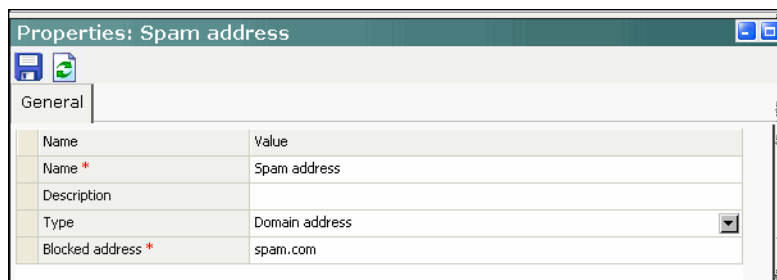 Properties: Spam address
General
Name Value
Name * Spam address
Description
Type Domain address
Blocked address * spam.com